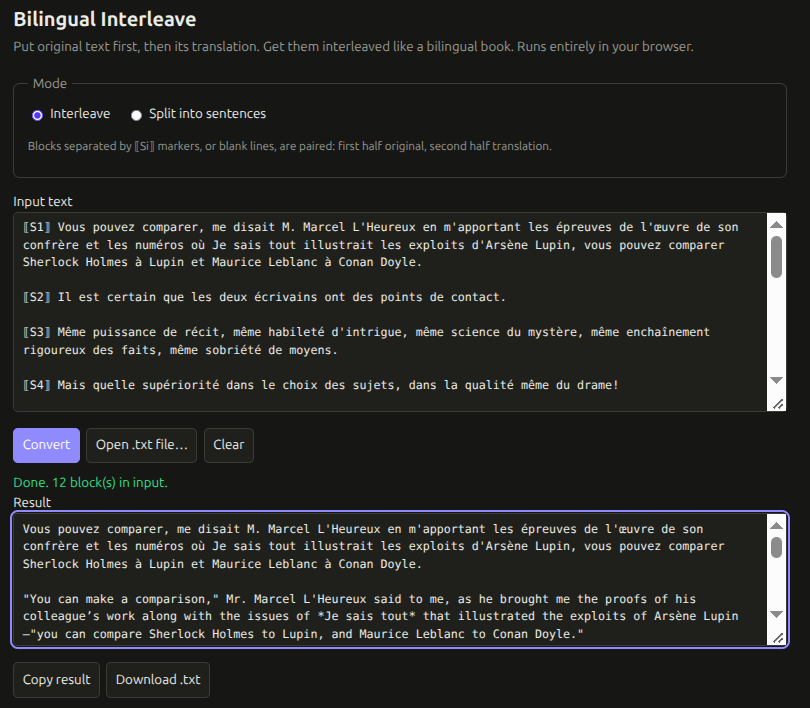 Bilingual Interleave
Put original text first, then its translation. Get them interleaved like a bilingual book. Runs entirely in your browser.
Mode
Interleave
Split into sentences
Blocks separated by ⟦Si⟧ markers, or blank lines, are paired: first half original, second half translation.
Input text
⟦S1⟧ Vous pouvez comparer, me disait M. Marcel L'Heureux en m'apportant les épreuves de l'œuvre de son
confrère et les numéros où Je sais tout illustrait les exploits d'Arsène Lupin, vous pouvez comparer
Sherlock Holmes à Lupin et Maurice Leblanc à Conan Doyle.
⟦S2⟧ Il est certain que les deux écrivains ont des points de contact.
⟦S3⟧ Même puissance de récit, même habileté d'intrigue, même science du mystère, même enchaînement
rigoureux des faits, même sobriété de moyens.
⟦S4⟧ Mais quelle supériorité dans le choix des sujets, dans la qualité même du drame!
Convert
Open .txt file...
Clear
Done. 12 block(s) in input.
Result
Vous pouvez comparer, me disait M. Marcel L'Heureux en m'apportant les épreuves de l'œuvre de son
confrère et les numéros où Je sais tout illustrait les exploits d'Arsène Lupin, vous pouvez comparer
Sherlock Holmes à Lupin et Maurice Leblanc à Conan Doyle.
"You can make a comparison," Mr. Marcel L'Heureux said to me, as he brought me the proofs of his
colleague’s work along with the issues of *Je sais tout* that illustrated the exploits of Arsène Lupin
—"you can compare Sherlock Holmes to Lupin, and Maurice Leblanc to Conan Doyle."
Copy result
Download .txt